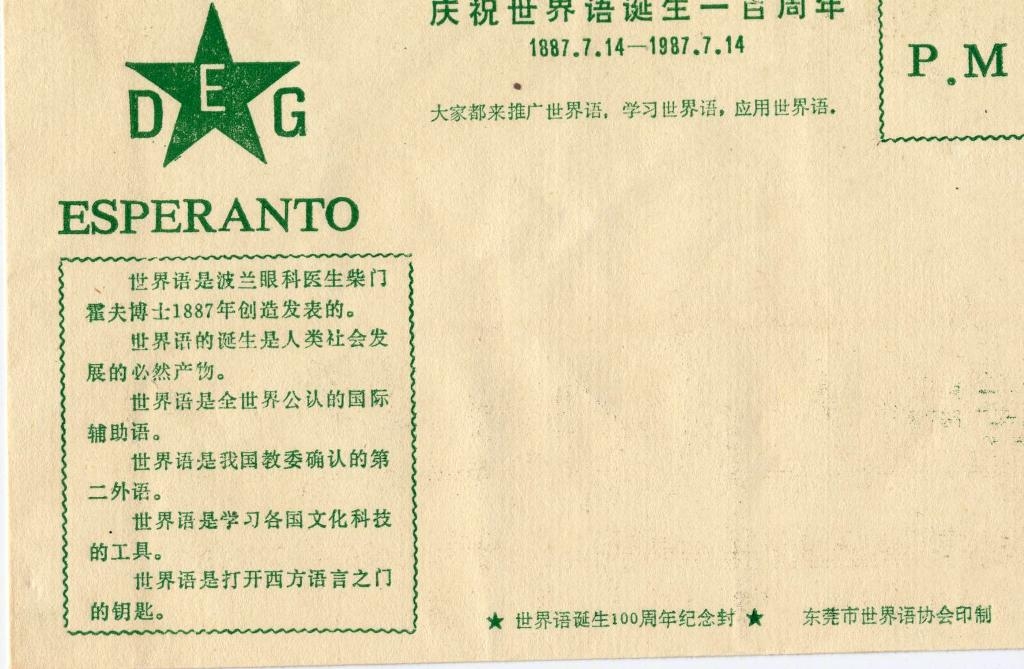 庆祝世界语诞生一百周年
1887.7.14—1987.7.14
P.M
大家都来推广世界语，学习世界语，应用世界语。
D E G
ESPERANTO
世界语是波兰眼科医生柴门
霍夫博士1887年创造发表的。
世界语的诞生是人类社会发
展的必然产物。
世界语是全世界公认的国际
辅助语。
世界语是我国教委确认的第
二外语。
世界语是学习各国文化科技
的工具。
世界语是打开西方语言之门
的钥匙。
★ 世界语诞生100周年纪念封 ★ 东莞市世界语协会印制